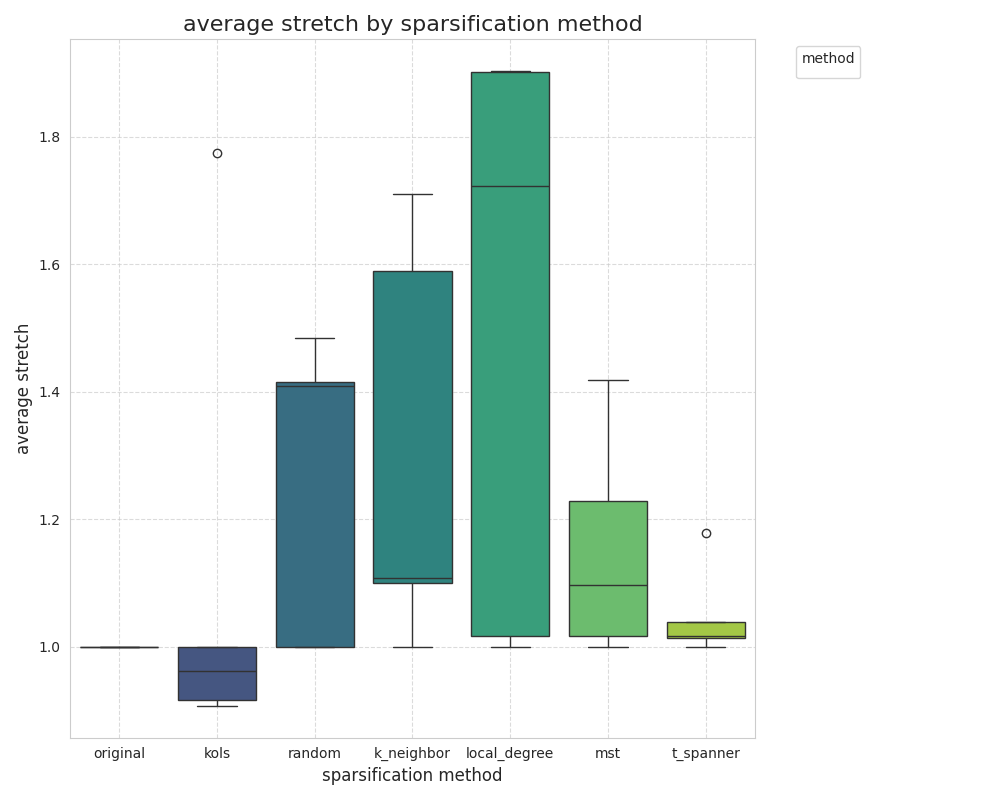 average stretch by sparsification method
method
average stretch
1.8
1.6
1.4
1.2
1.0
original kols random k_neighbor local_degree mst t_spanner
sparsification method